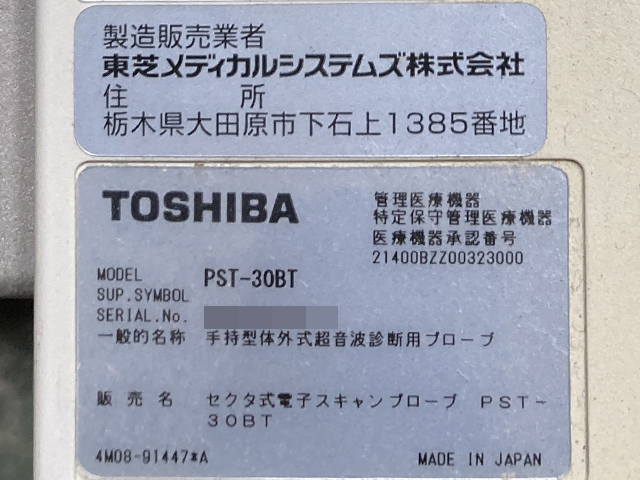 製造販売業者
東芝メディカルシステムズ株式会社
住　　所
栃木県大田原市下石上1385番地
TOSHIBA
管理医療機器
特定保守管理医療機器
医療機器承認番号
21400BZZ00323000
MODEL PST-30BT
SUP.SYMBOL
SERIAL.No.
一般的名称 手持型体外式超音波診断用プローブ
販売名 セクタ式電子スキャンプローブ PST-
30BT
4M08-91447*A MADE IN JAPAN